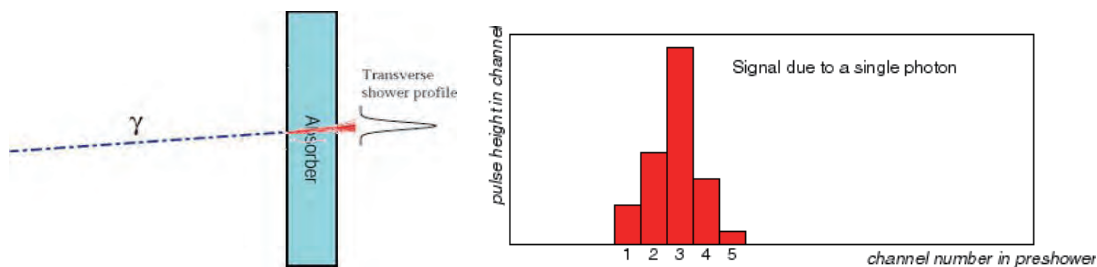 γ
Absorber
Transverse
shower profile
pulse height in channel
Signal due to a single photon
1 2 3 4 5
channel number in preshower